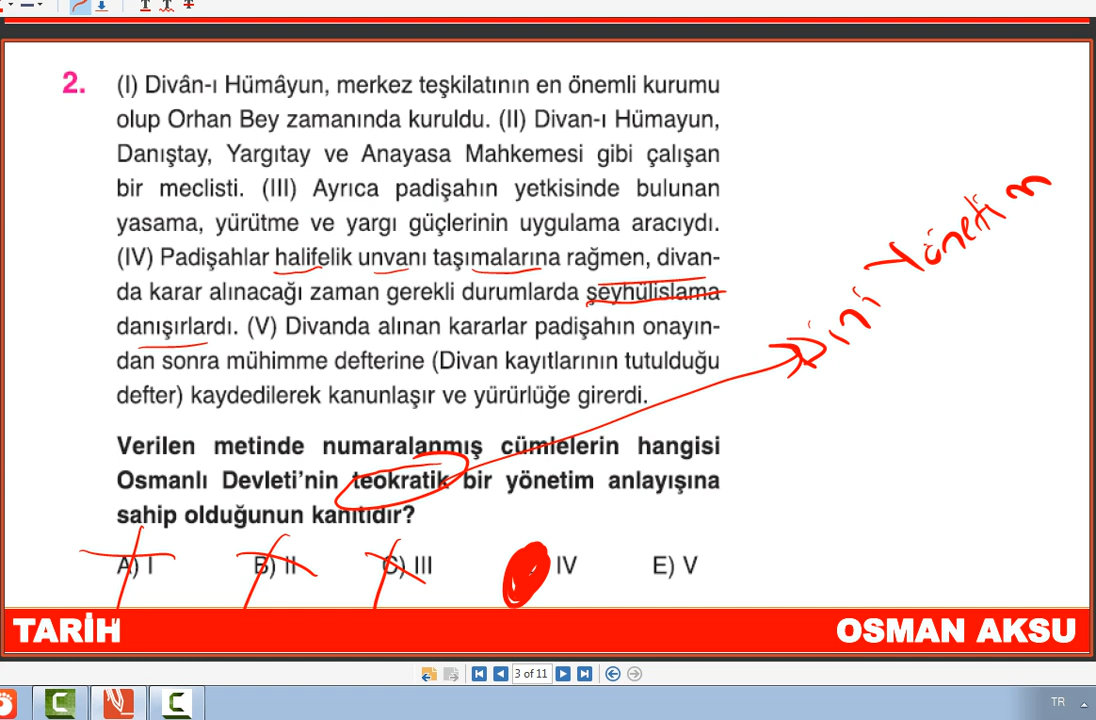 2. (I) Divân-ı Hümâyun, merkez teşkilatının en önemli kurumu
olup Orhan Bey zamanında kuruldu. (II) Divan-ı Hümayun,
Danıştay, Yargıtay ve Anayasa Mahkemesi gibi çalışan
bir meclisti. (III) Ayrıca padişahın yetkisinde bulunan
yasama, yürütme ve yargı güçlerinin uygulama aracıydı.
(IV) Padişahlar halifelik unvanı taşımalarına rağmen, divan-
da karar alınacağı zaman gerekli durumlarda şeyhülislama
danışırlardı. (V) Divanda alınan kararlar padişahın onayın-
dan sonra mühimme defterine (Divan kayıtlarının tutulduğu
defter) kaydedilerek kanunlaşır ve yürürlüğe girerdi.
Dini Yönetim
Verilen metinde numaralanmış cümlelerin hangisi
Osmanlı Devleti'nin teokratik bir yönetim anlayışına
sahip olduğunun kanıtıdır?
A) I B) II C) III IV E) V
TARİH OSMAN AKSU
3 of 11
TR